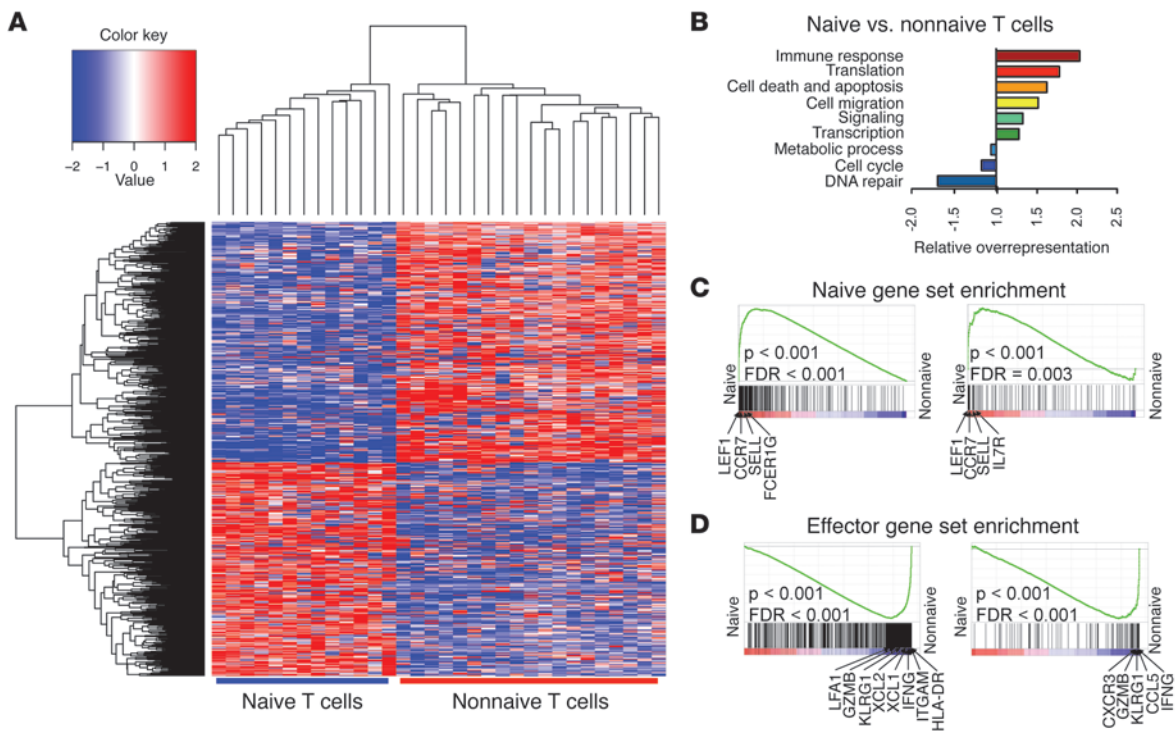 A
Color key
−2 −1 0 1 2
Value
Naive T cells
Nonnaive T cells
B
Naive vs. nonnaive T cells
Immune response
Translation
Cell death and apoptosis
Cell migration
Signaling
Transcription
Metabolic process
Cell cycle
DNA repair
-2.0 -1.5 1.0 1.5 2.0 2.5
Relative overrepresentation
C
Naive gene set enrichment
p < 0.001
FDR < 0.001
Naive
Nonnaive
LEF1
CCR7
SELL
FCER1G
p < 0.001
FDR = 0.003
Naive
Nonnaive
LEF1
CCR7
SELL
IL7R
D
Effector gene set enrichment
p < 0.001
FDR < 0.001
Naive
Nonnaive
LFA1
GZMB
KLRG1
XCL2
XCL1
IFNG
ITGAM
HLA-DR
p < 0.001
FDR < 0.001
Naive
Nonnaive
CXCR3
GZMB
KLRG1
CCL5
IFNG